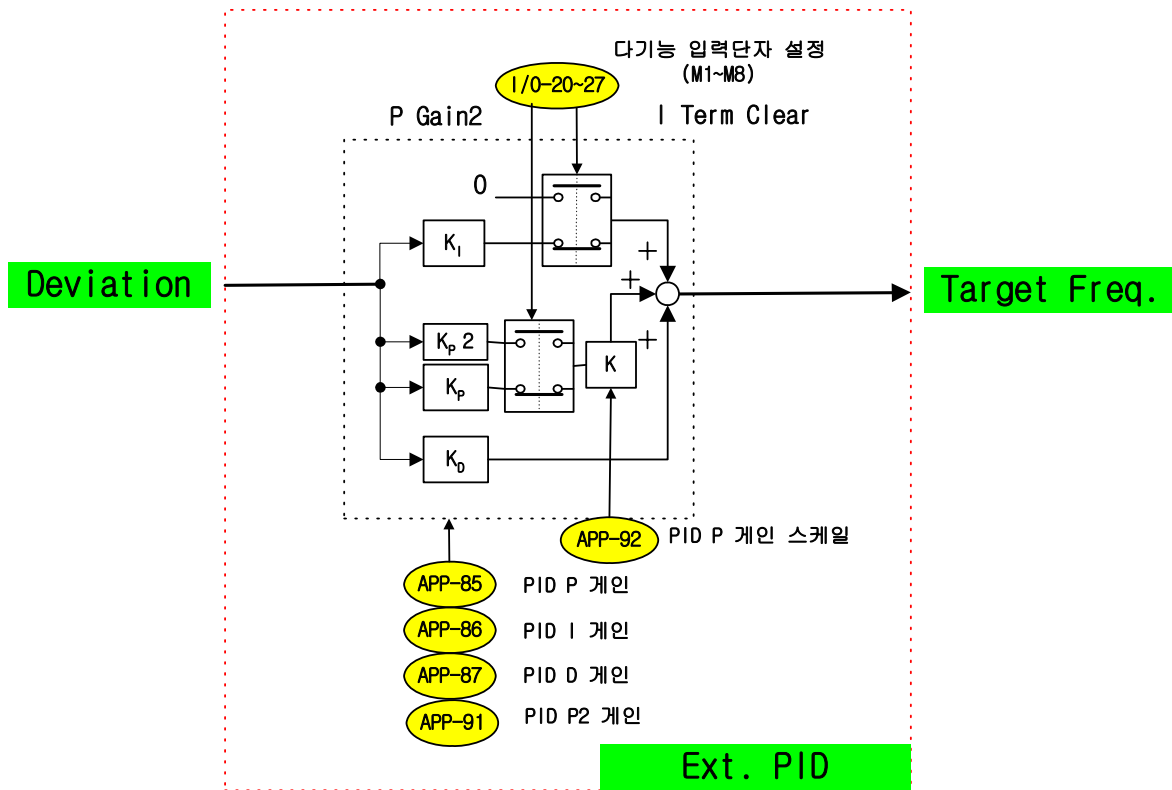 다기능 입력단자 설정
(M1~M8)
I/O-20~27
P Gain2
I Term Clear
0
K_I
+
Deviation
+
Target Freq.
K_P 2
+
K
K_P
K_D
APP-92
PID P 게인 스케일
APP-85
PID P 게인
APP-86
PID I 게인
APP-87
PID D 게인
APP-91
PID P2 게인
Ext. PID